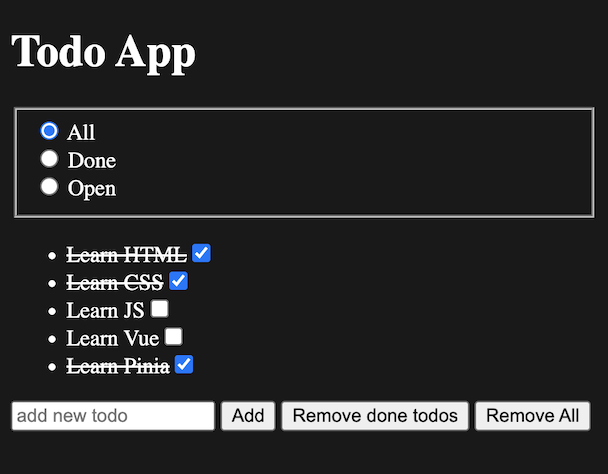 Todo App
All
Done
Open
Learn HTML
Learn CSS
Learn JS
Learn Vue
Learn Pinia
add new todo Add Remove done todos Remove All